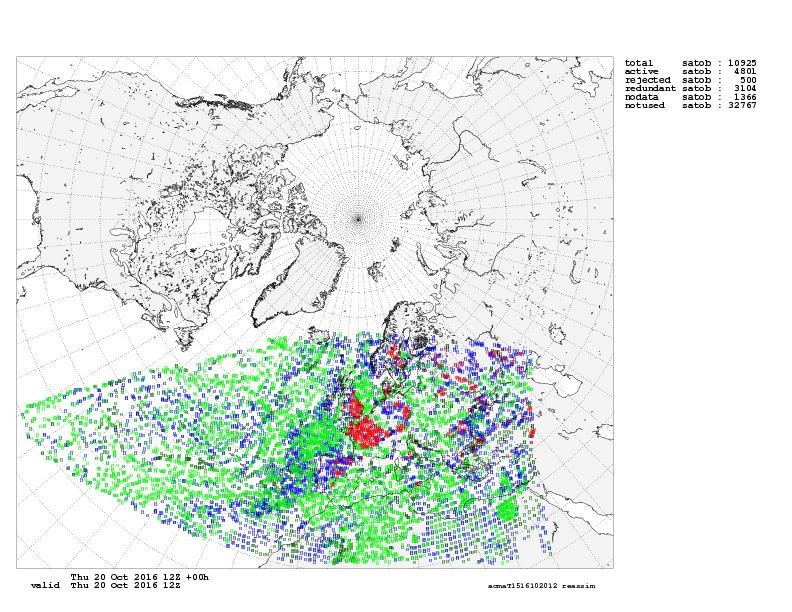 total satob : 10925
active satob : 4801
rejected satob : 500
redundant satob : 3104
nodata satob : 1366
notused satob : 32767
Thu 20 Oct 2016 12Z +00h
valid Thu 20 Oct 2016 12Z
acmaT1516102012 reassim